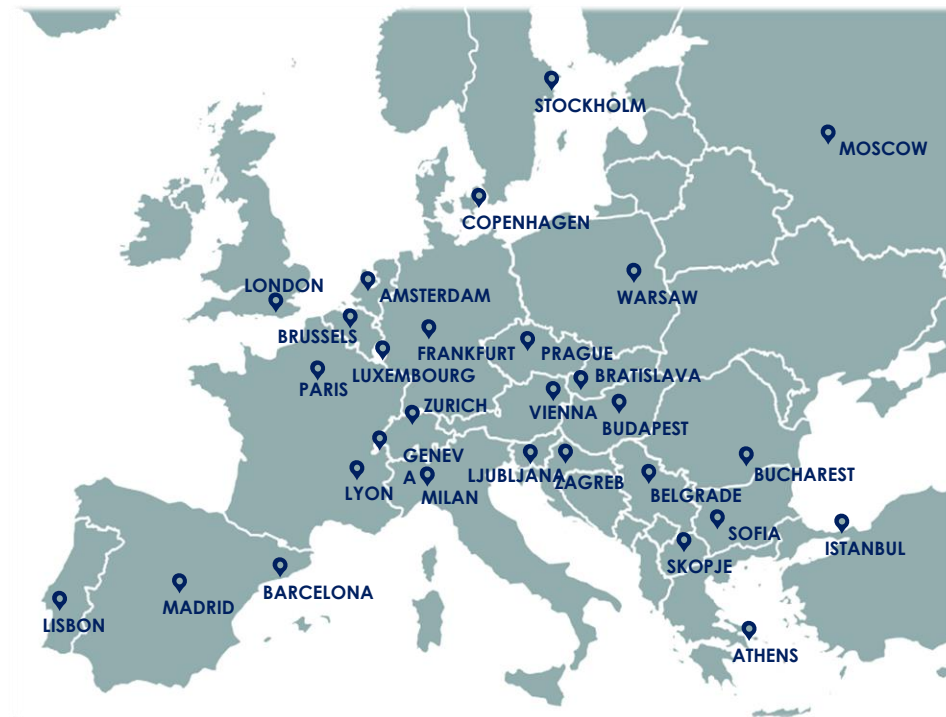 STOCKHOLM
MOSCOW
COPENHAGEN
LONDON
AMSTERDAM
WARSAW
BRUSSELS
FRANKFURT
PRAGUE
LUXEMBOURG
BRATISLAVA
PARIS
ZURICH
VIENNA
BUDAPEST
GENEV
A
LJUBLJANA
ZAGREB
BUCHAREST
LYON
MILAN
BELGRADE
SOFIA
ISTANBUL
SKOPJE
BARCELONA
MADRID
LISBON
ATHENS